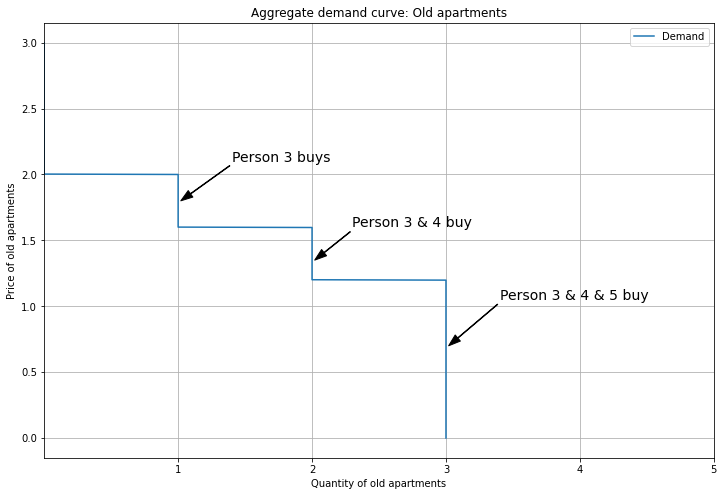 Aggregate demand curve: Old apartments
Demand
3.0
2.5
2.0
1.5
1.0
0.5
0.0
Price of old apartments
Person 3 buys
Person 3 & 4 buy
Person 3 & 4 & 5 buy
1 2 3 4 5
Quantity of old apartments